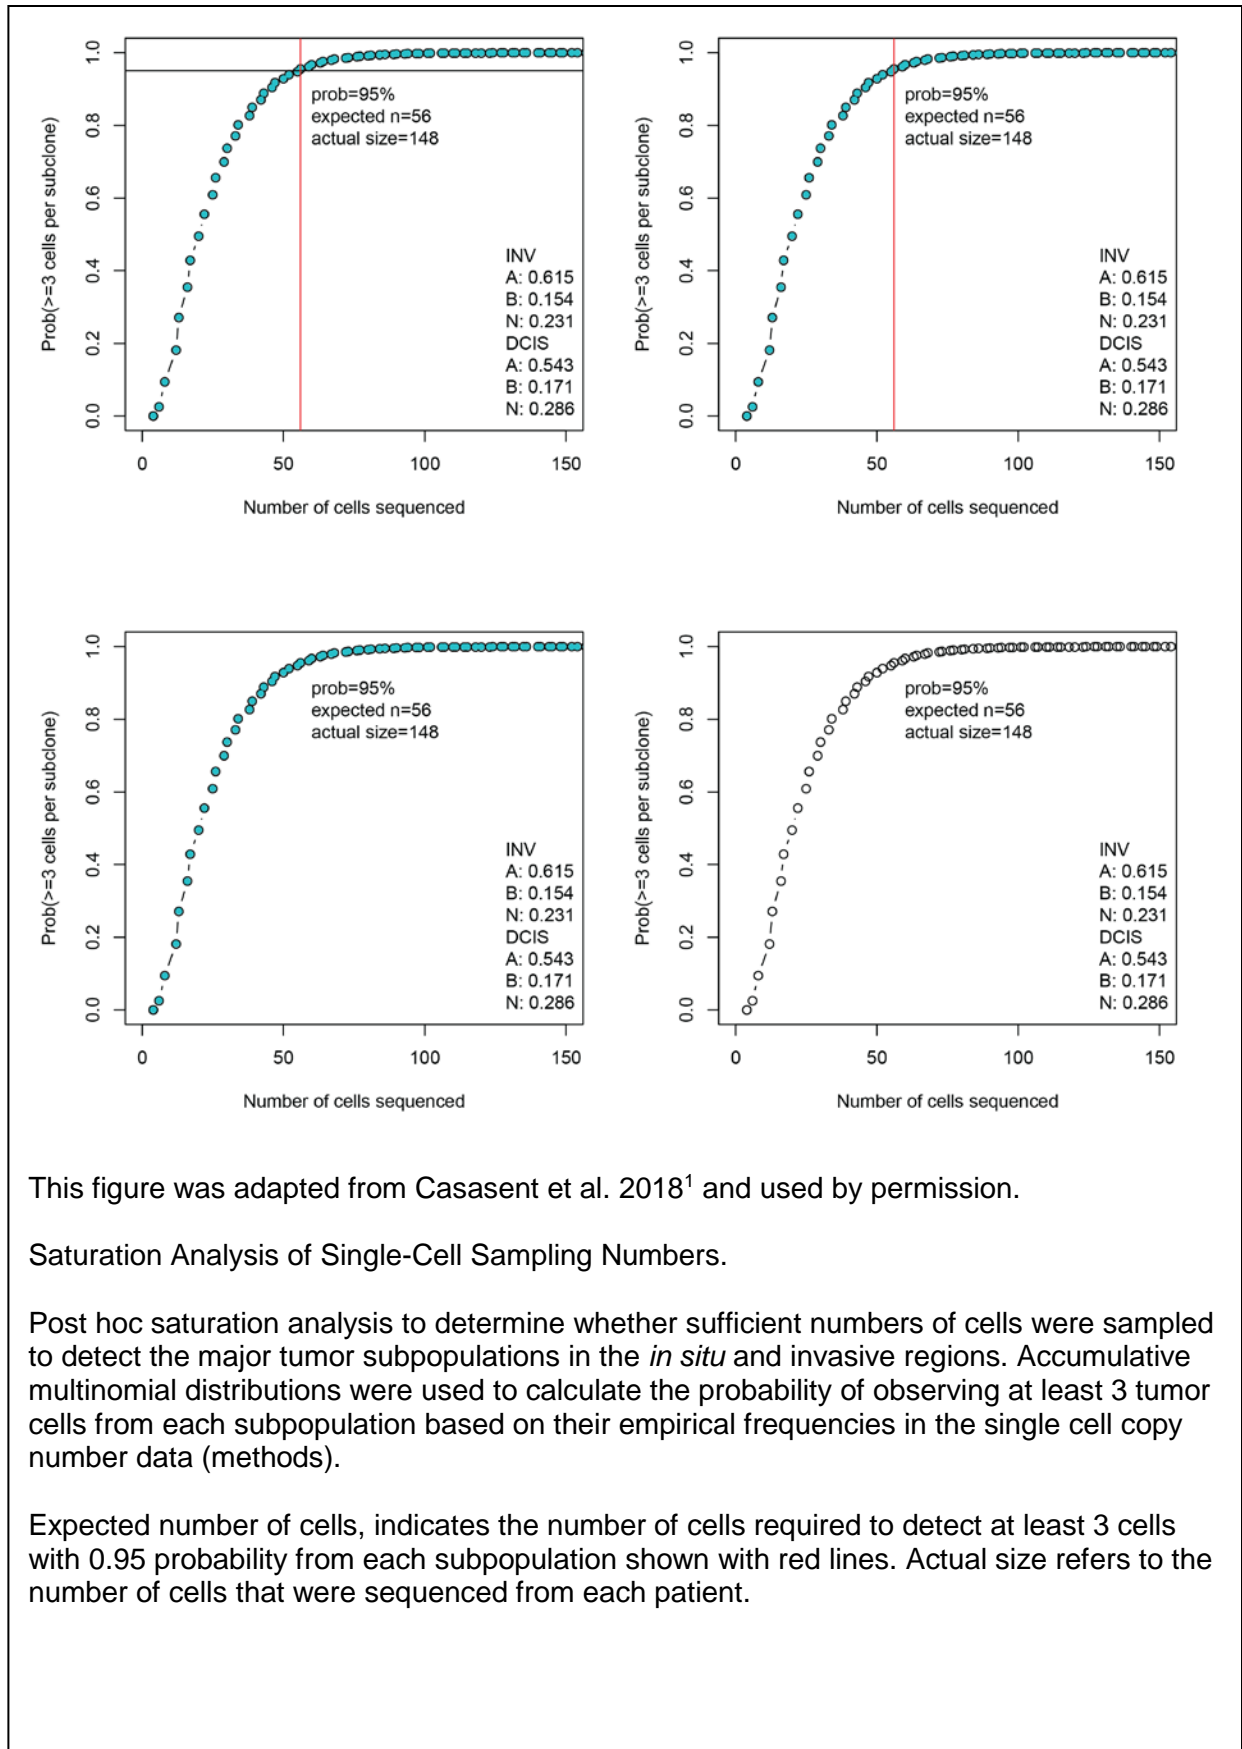 1.0
0.8
0.6
0.4
0.2
0.0
Prob(>=3 cells per subclone)
prob=95%
expected n=56
actual size=148
INV
A: 0.615
B: 0.154
N: 0.231
DCIS
A: 0.543
B: 0.171
N: 0.286
0 50 100 150
Number of cells sequenced
1.0
0.8
0.6
0.4
0.2
0.0
Prob(>=3 cells per subclone)
prob=95%
expected n=56
actual size=148
INV
A: 0.615
B: 0.154
N: 0.231
DCIS
A: 0.543
B: 0.171
N: 0.286
0 50 100 150
Number of cells sequenced
1.0
0.8
0.6
0.4
0.2
0.0
Prob(>=3 cells per subclone)
prob=95%
expected n=56
actual size=148
INV
A: 0.615
B: 0.154
N: 0.231
DCIS
A: 0.543
B: 0.171
N: 0.286
0 50 100 150
Number of cells sequenced
1.0
0.8
0.6
0.4
0.2
0.0
Prob(>=3 cells per subclone)
prob=95%
expected n=56
actual size=148
INV
A: 0.615
B: 0.154
N: 0.231
DCIS
A: 0.543
B: 0.171
N: 0.286
0 50 100 150
Number of cells sequenced
This figure was adapted from Casasent et al. 2018¹ and used by permission.
Saturation Analysis of Single-Cell Sampling Numbers.
Post hoc saturation analysis to determine whether sufficient numbers of cells were sampled
to detect the major tumor subpopulations in the in situ and invasive regions. Accumulative
multinomial distributions were used to calculate the probability of observing at least 3 tumor
cells from each subpopulation based on their empirical frequencies in the single cell copy
number data (methods).
Expected number of cells, indicates the number of cells required to detect at least 3 cells
with 0.95 probability from each subpopulation shown with red lines. Actual size refers to the
number of cells that were sequenced from each patient.